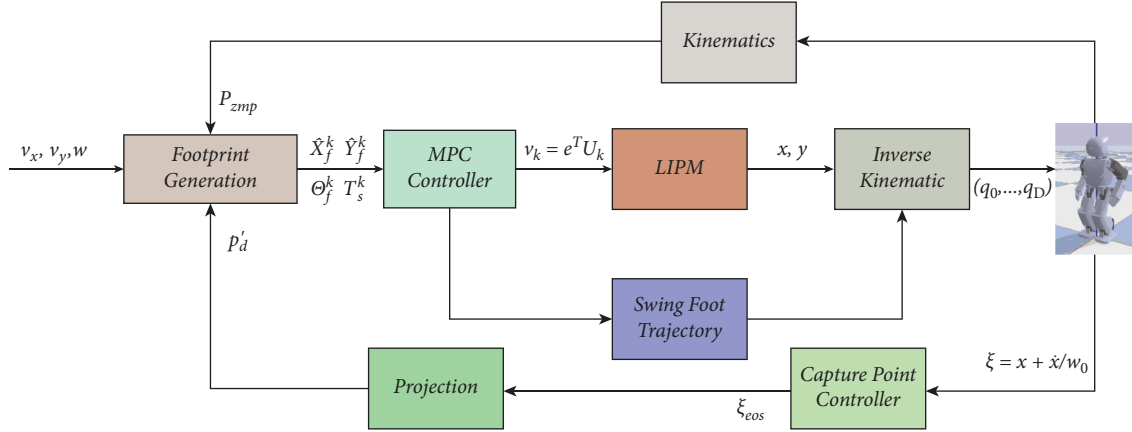 Kinematics
P_zmp
v_x, v_y, w
Footprint
Generation
X̂_f^k Ŷ_f^k
Θ_f^k T_s^k
MPC
Controller
v_k = e^T U_k
LIPM
x, y
Inverse
Kinematic
(q_0,...,q_D)
p′_d
Swing Foot
Trajectory
ξ = x + ẋ/w_0
Projection
ξ_eos
Capture Point
Controller